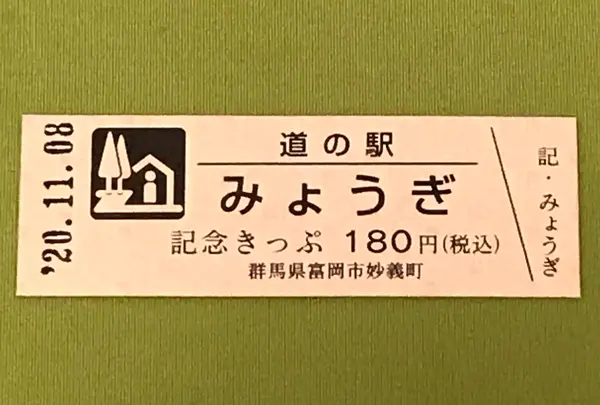 '20.11.08
道の駅
みょうぎ
記念きっぷ 180円(税込)
群馬県富岡市妙義町
記・みょうぎ